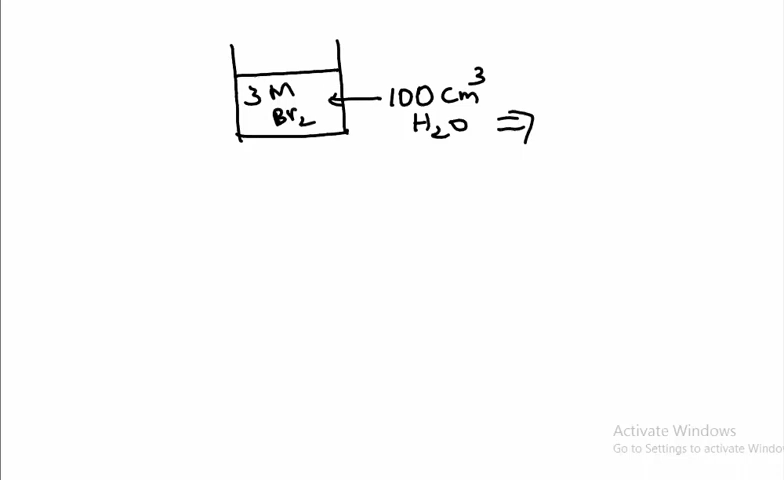 3 M
Br₂
100 Cm³
H₂O ⇒
Activate Windows
Go to Settings to activate Windo